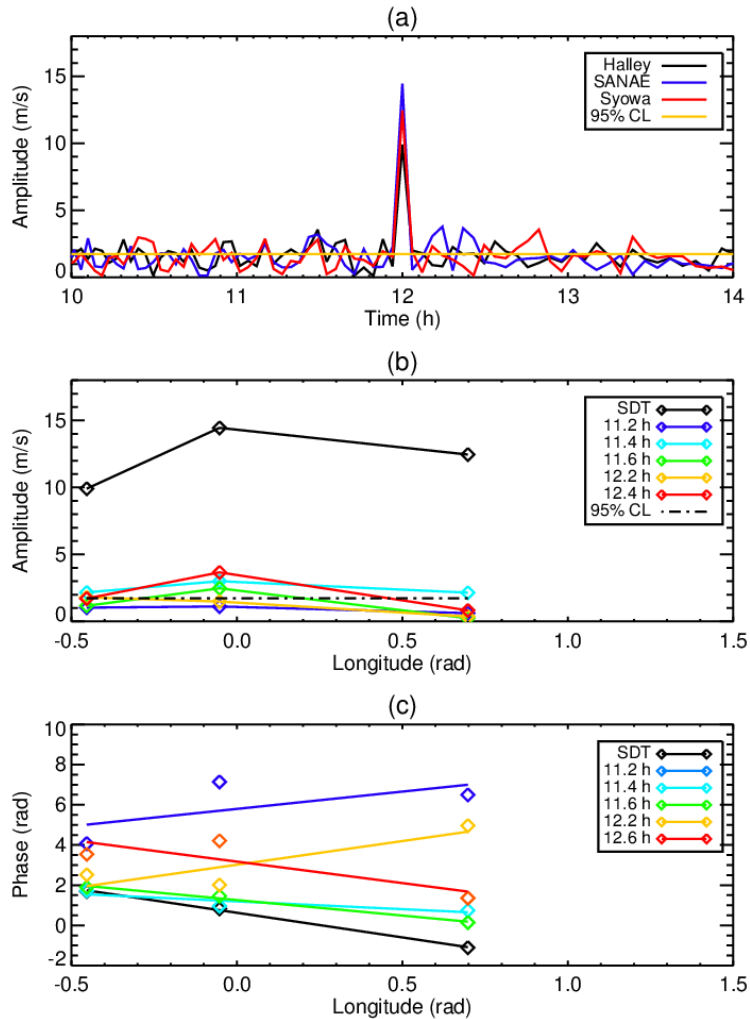 (a)
Amplitude (m/s)
15
10
5
0
Halley
SANAE
Syowa
95% CL
10 11 12 13 14
Time (h)
(b)
Amplitude (m/s)
15
10
5
0
SDT
11.2 h
11.4 h
11.6 h
12.2 h
12.4 h
95% CL
-0.5 0.0 0.5 1.0 1.5
Longitude (rad)
(c)
Phase (rad)
10
8
6
4
2
0
-2
SDT
11.2 h
11.4 h
11.6 h
12.2 h
12.6 h
-0.5 0.0 0.5 1.0 1.5
Longitude (rad)